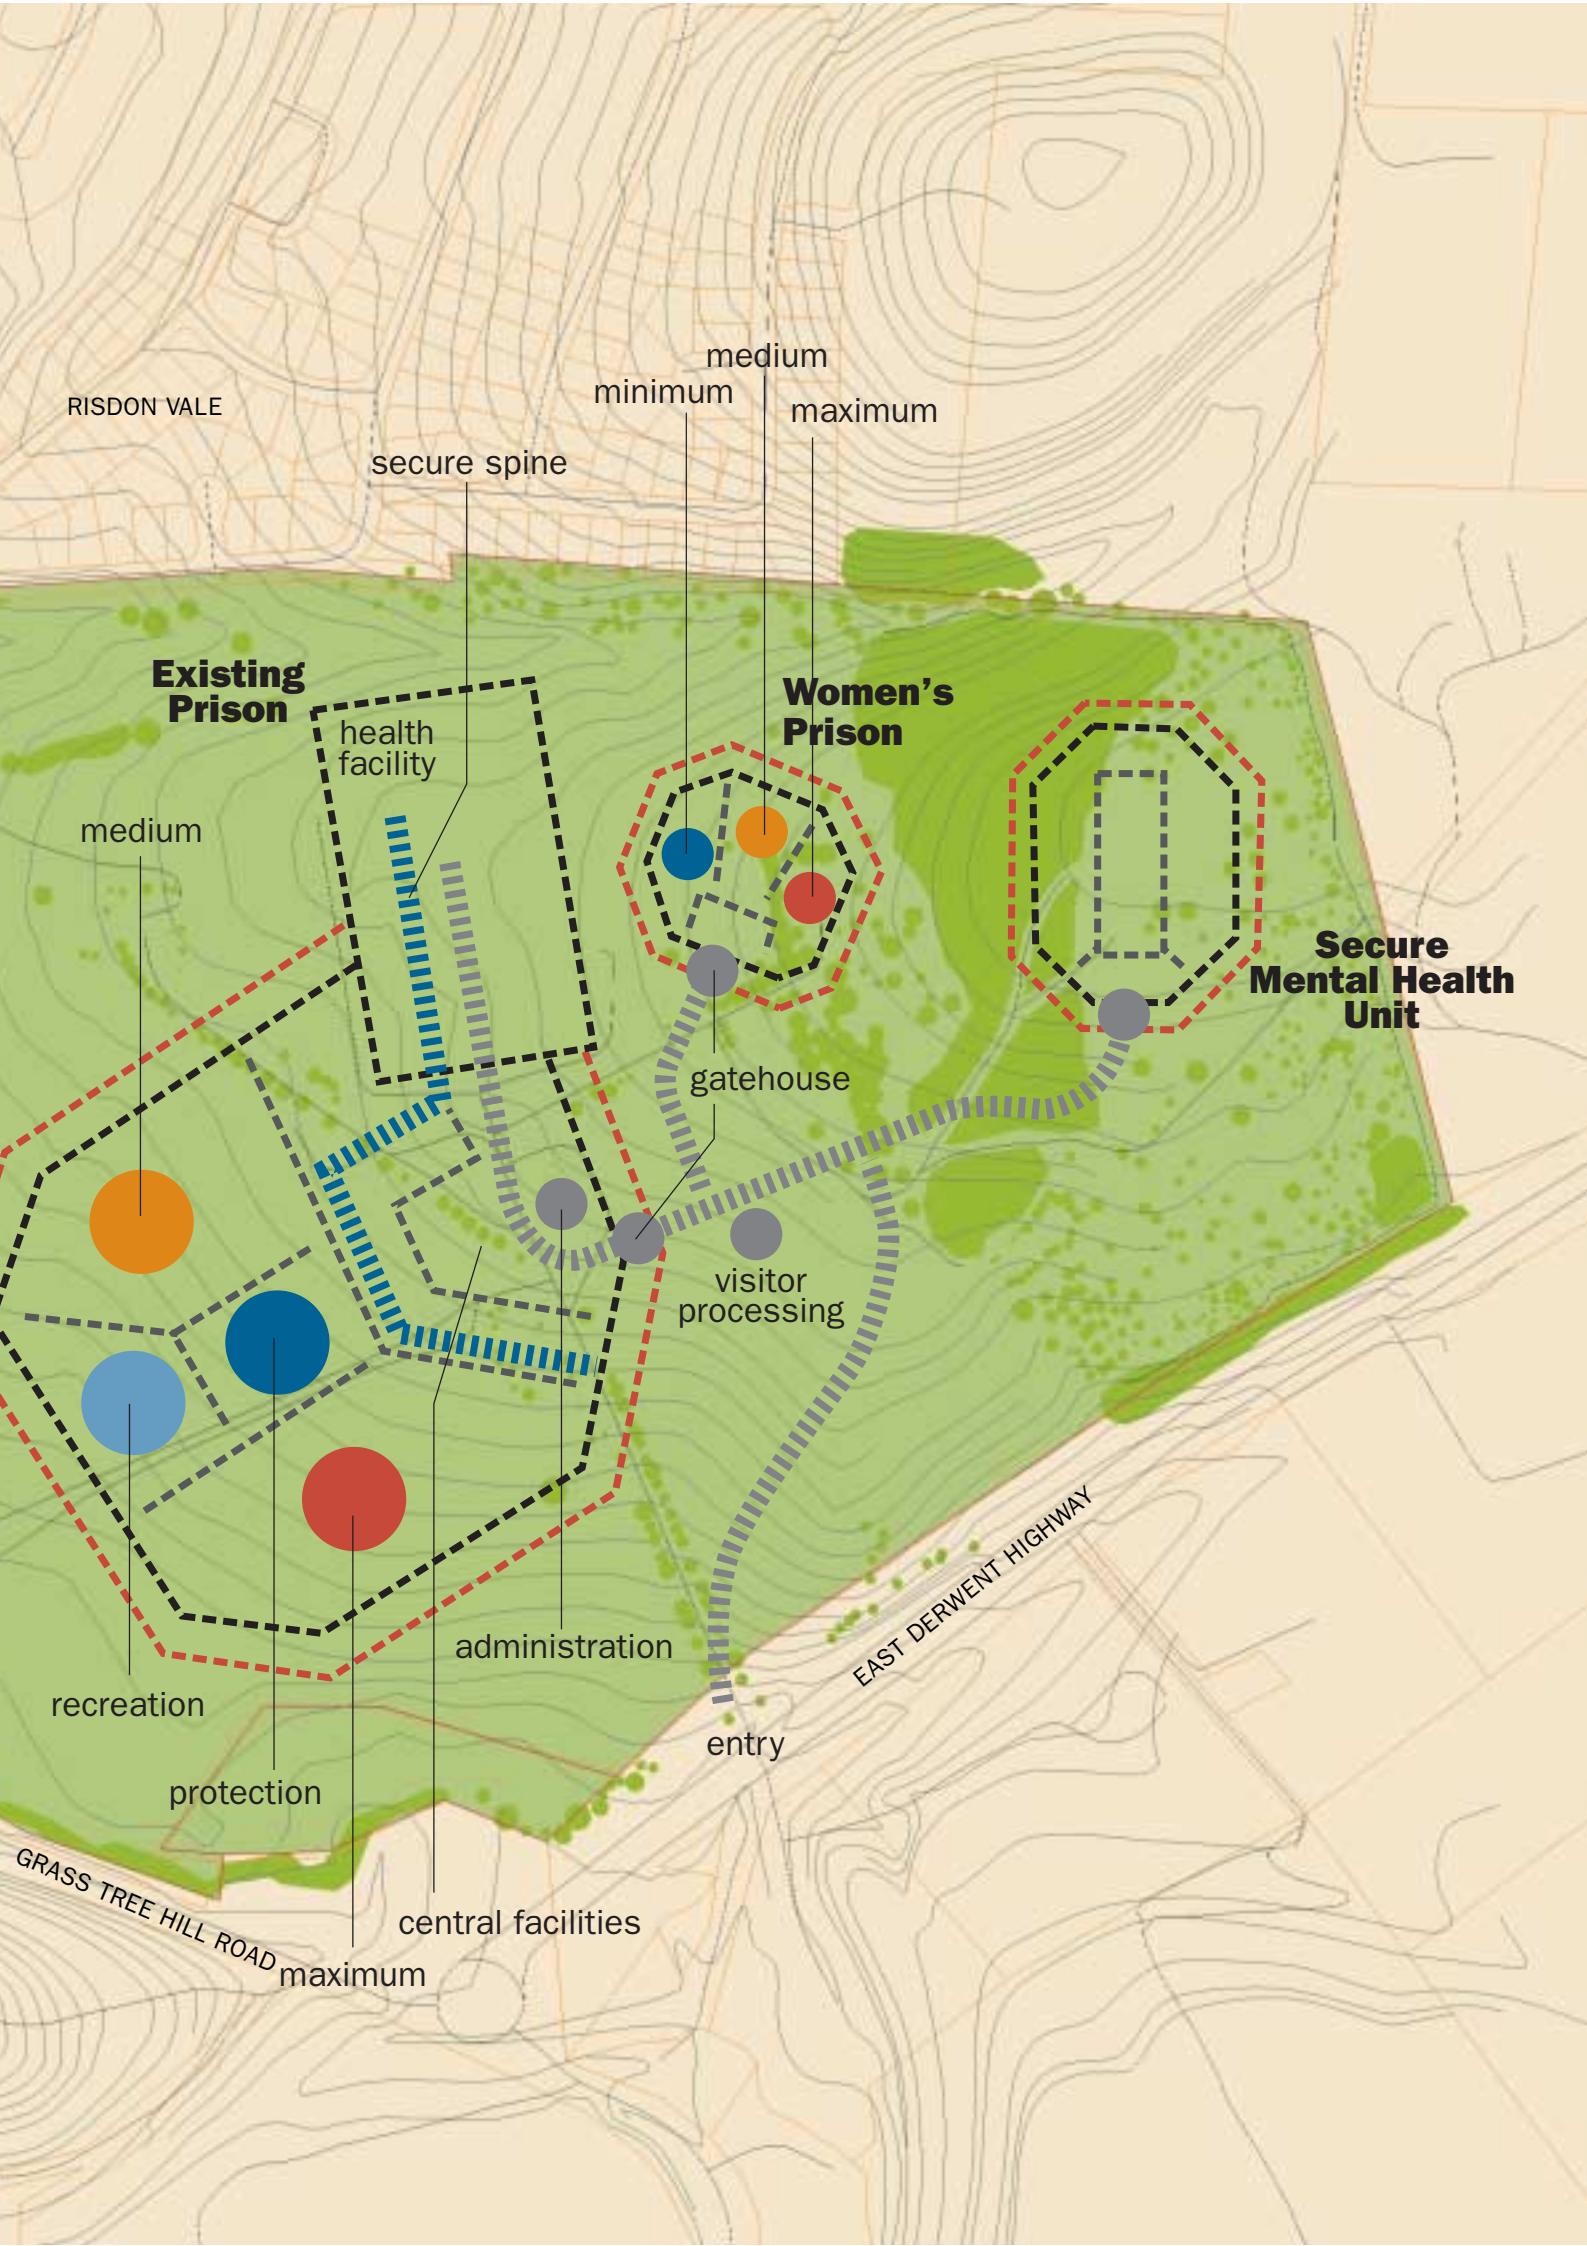 medium
minimum
maximum
RISDON VALE
secure spine
Existing
Prison
Women's
Prison
health
facility
medium
Secure
Mental Health
Unit
gatehouse
visitor
processing
EAST DERWENT HIGHWAY
administration
recreation
entry
protection
GRASS TREE HILL ROAD
central facilities
maximum